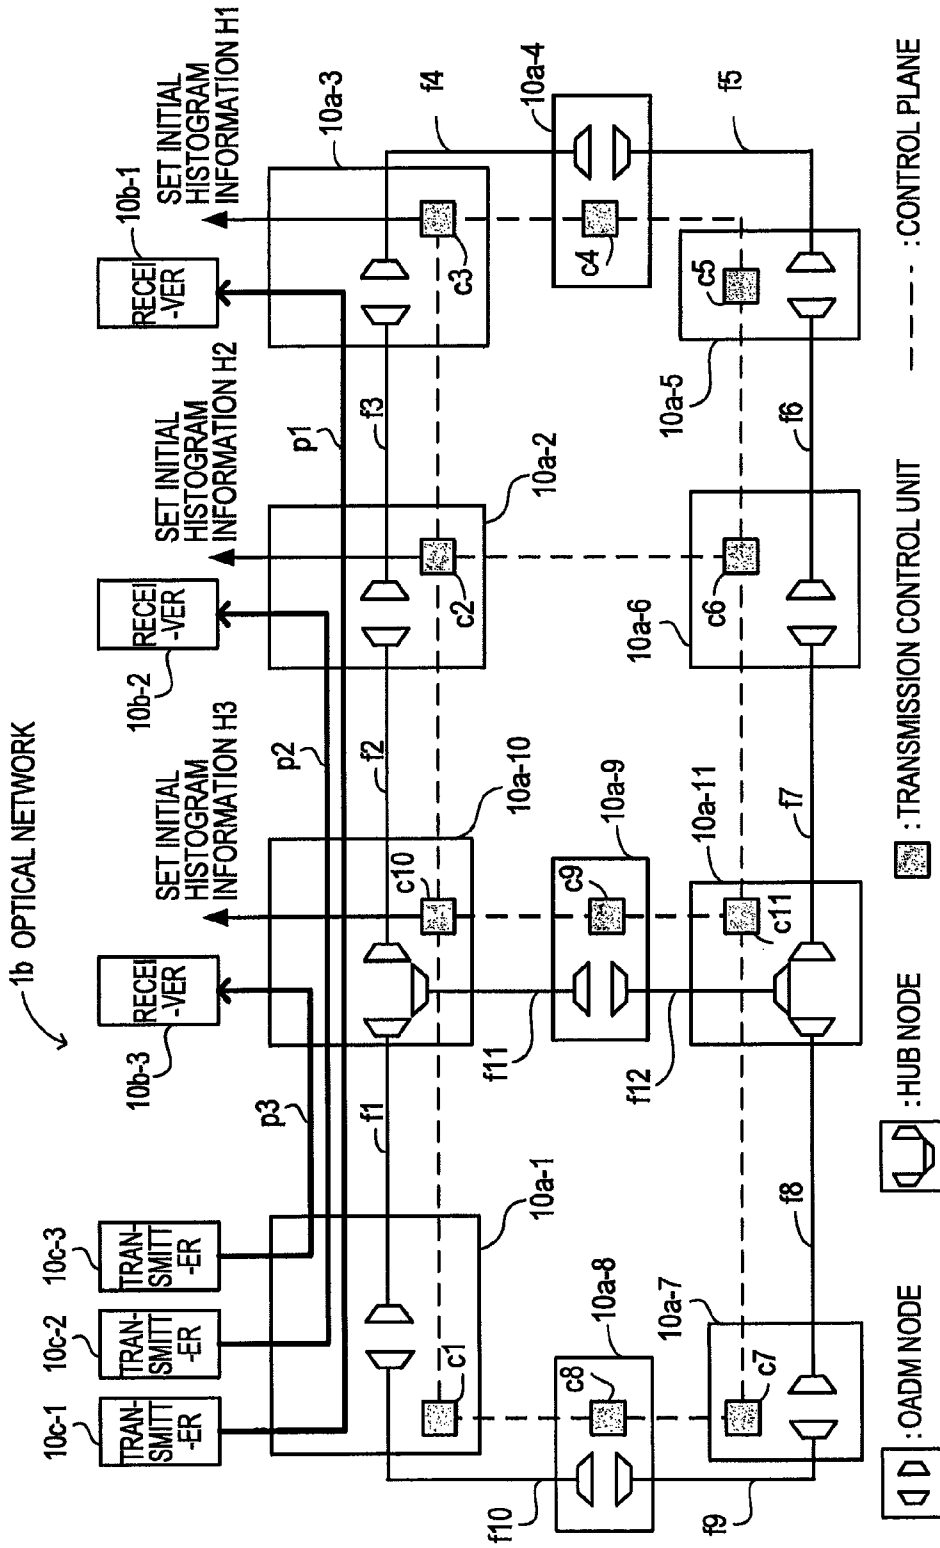 1b OPTICAL NETWORK
10c-1
TRAN-
SMITT
-ER
10c-2
TRAN-
SMITT
-ER
10c-3
TRAN-
SMITT
-ER
10b-3
RECEI
-VER
SET INITIAL
HISTOGRAM
INFORMATION H3
10b-2
RECEI
-VER
SET INITIAL
HISTOGRAM
INFORMATION H2
10b-1
RECEI
-VER
SET INITIAL
HISTOGRAM
INFORMATION H1
p3
p2
p1
f1
f2
f3
f4
10a-1
10a-10
10a-2
10a-3
c1
c10
c2
c3
f10
10a-8
c8
f11
10a-9
c9
f12
10a-4
c4
f5
f9
10a-7
c7
f8
10a-11
c11
f7
10a-6
c6
f6
10a-5
c5
: OADM NODE
: HUB NODE
: TRANSMISSION CONTROL UNIT
: CONTROL PLANE